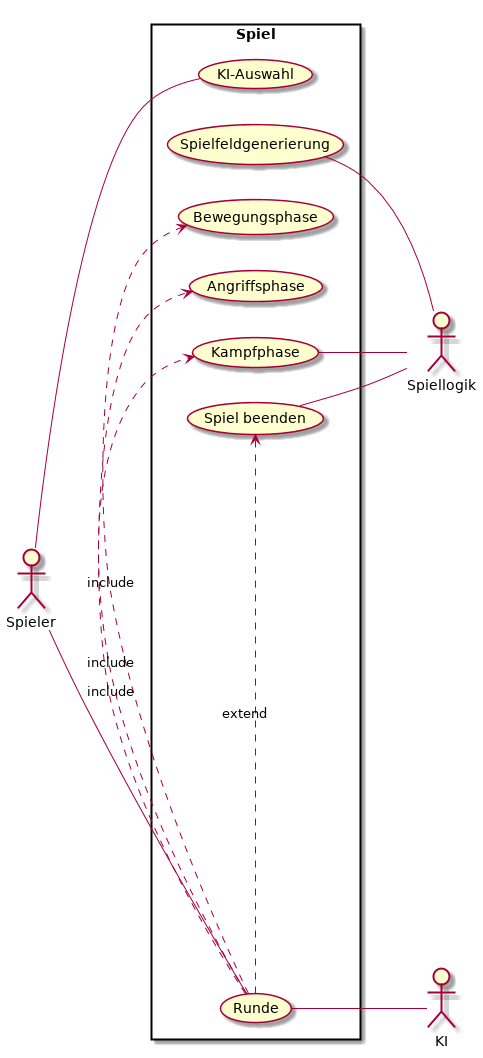 Spiel
KI-Auswahl
Spielfeldgenerierung
Bewegungsphase
Angriffsphase
Kampfphase
Spiellogik
Spiel beenden
include
Spieler
include
include
extend
Runde
KI